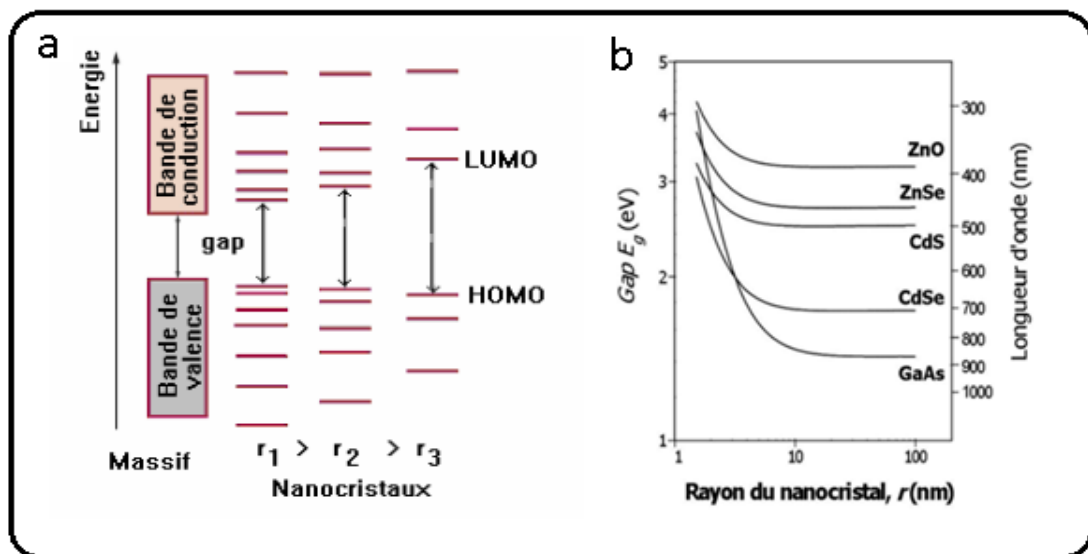 a
Energie
Bande de
conduction
Bande de
valence
gap
LUMO
HOMO
Massif
r1 > r2 > r3
Nanocristaux
b
Gap Eg (eV)
5
4
3
2
1
ZnO
ZnSe
CdS
CdSe
GaAs
300
400
500
600
700
800
900
1000
Longueur d'onde (nm)
1
10
100
Rayon du nanocristal, r(nm)